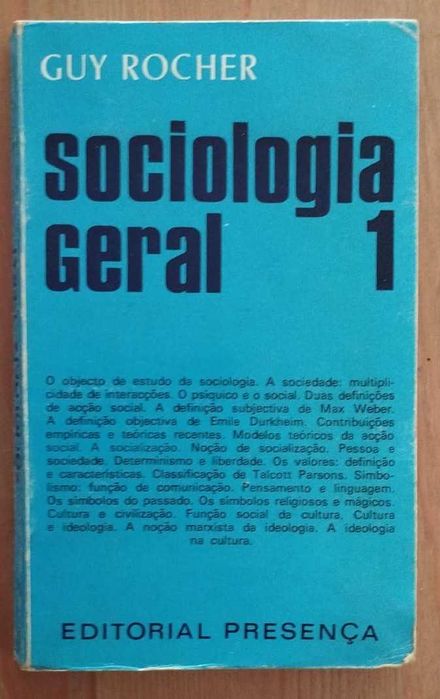 GUY ROCHER
sociologia
geral 1
O objecto de estudo da sociologia. A sociedade: multipli-
cidade de interacções. O psíquico e o social. Duas definições
de acção social. A definição subjectiva de Max Weber.
A definição objectiva de Emile Durkheim. Contribuições
empíricas e teóricas recentes. Modelos teóricos da acção
social. A socialização. Noção de socialização. Pessoa e
sociedade. Determinismo e liberdade. Os valores: definição
e características. Classificação de Talcott Parsons. Simbo-
lismo: função de comunicação. Pensamento e linguagem.
Os símbolos do passado. Os símbolos religiosos e mágicos.
Cultura e civilização. Função social da cultura. Cultura
e ideologia. A noção marxista da ideologia. A ideologia
na cultura.
EDITORIAL PRESENÇA